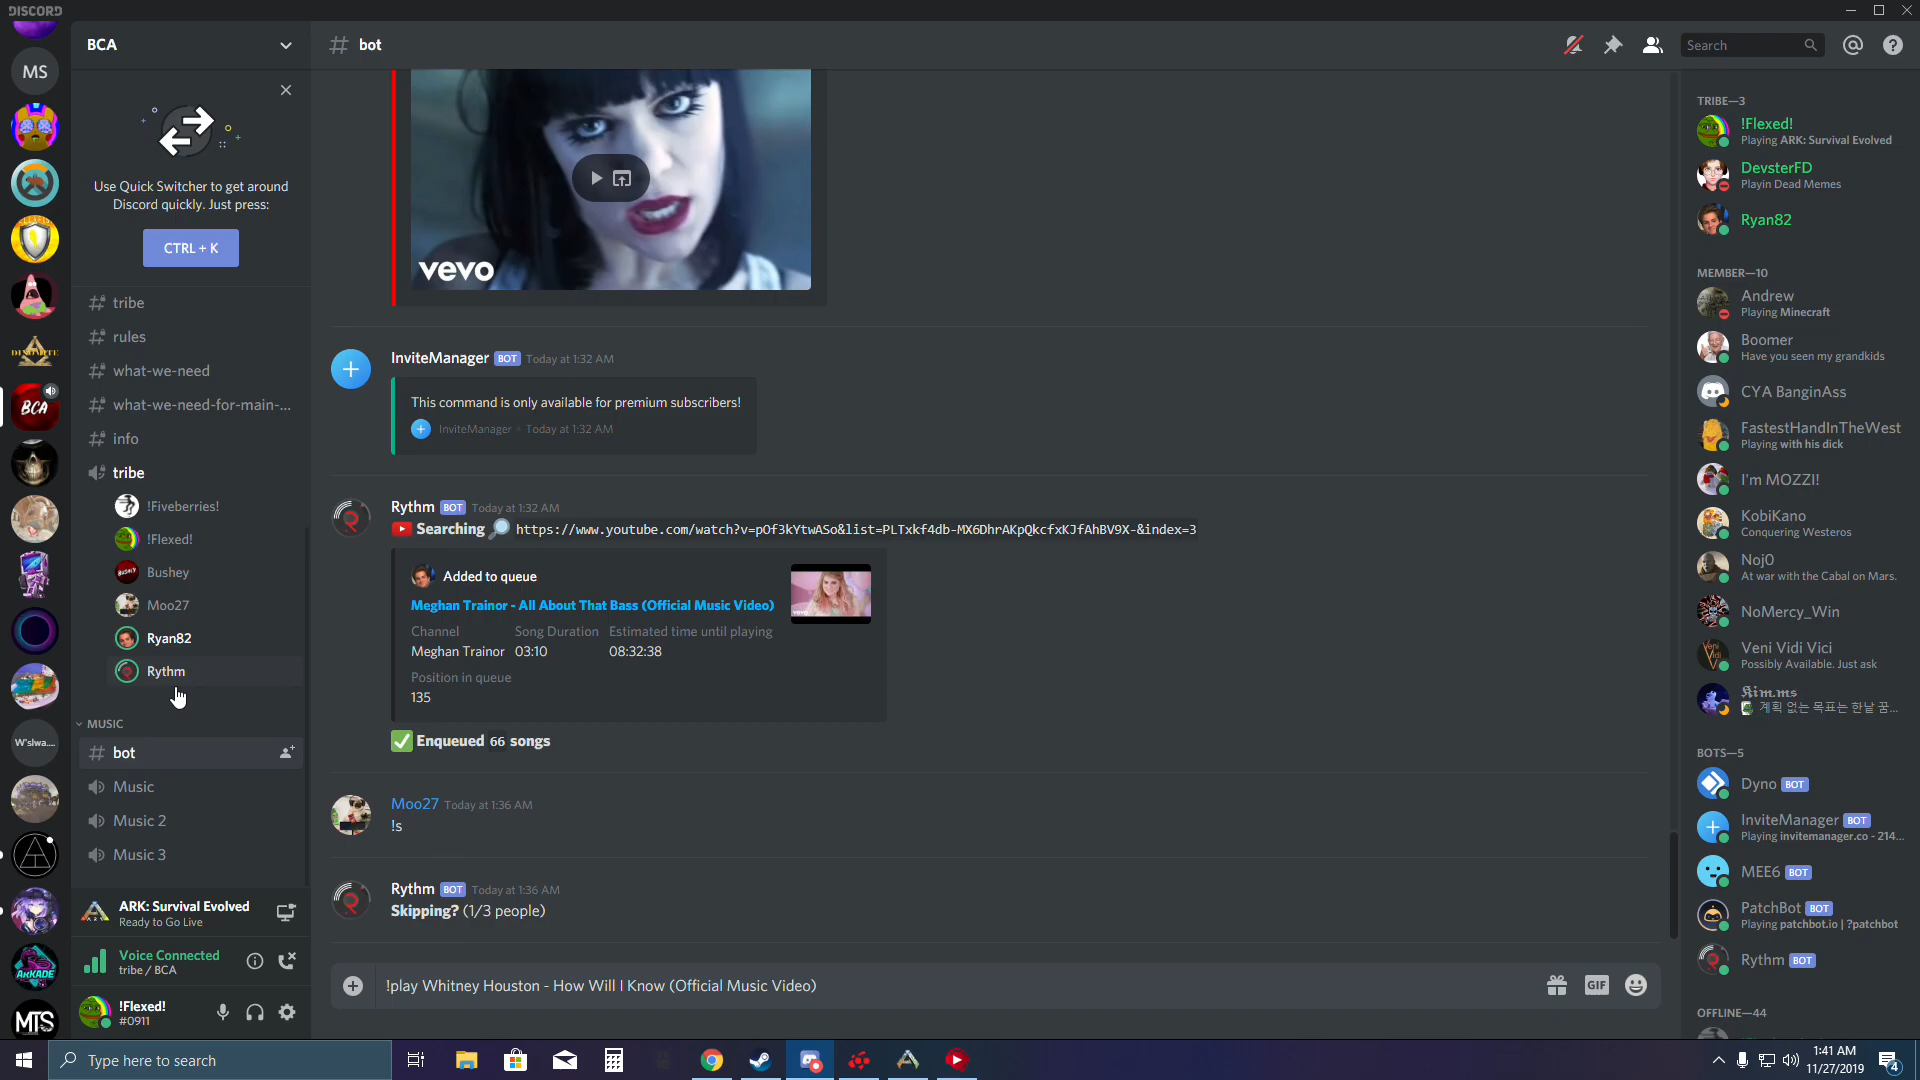 DISCORD
MS
DINOMITE
BCA
W'slwa....
ARKADE
MTS
BCA
Use Quick Switcher to get around
Discord quickly. Just press:
CTRL + K
tribe
rules
what-we-need
what-we-need-for-main-...
info
tribe
!Fiveberries!
!Flexed!
Bushey
Moo27
Ryan82
Rythm
MUSIC
bot
Music
Music 2
Music 3
ARK: Survival Evolved
Ready to Go Live
Voice Connected
tribe / BCA
!Flexed!
#0911
# bot
Search
vevo
InviteManager BOT Today at 1:32 AM
This command is only available for premium subscribers!
InviteManager • Today at 1:32 AM
Rythm BOT Today at 1:32 AM
Searching https://www.youtube.com/watch?v=pOf3kYtwASo&list=PLTxkf4db-MX6DhrAKpQkcfxKJfAhBV9X-&index=3
Added to queue
Meghan Trainor - All About That Bass (Official Music Video)
Channel Song Duration Estimated time until playing
Meghan Trainor 03:10 08:32:38
Position in queue
135
Enqueued 66 songs
Moo27 Today at 1:36 AM
!s
Rythm BOT Today at 1:36 AM
Skipping? (1/3 people)
!play Whitney Houston - How Will I Know (Official Music Video)
GIF
TRIBE—3
!Flexed!
Playing ARK: Survival Evolved
DevsterFD
Playin Dead Memes
Ryan82
MEMBER—10
Andrew
Playing Minecraft
Boomer
Have you seen my grandkids
CYA BanginAss
FastestHandInTheWest
Playing with his dick
I'm MOZZI!
KobiKano
Conquering Westeros
Noj0
At war with the Cabal on Mars.
NoMercy_Win
Veni Vidi Vici
Possibly Available. Just ask
𝕶𝖎𝖒.𝖒𝖘
계획 없는 목표는 한낱 꿈...
BOTS—5
Dyno BOT
InviteManager BOT
Playing invitemanager.co - 214...
MEE6 BOT
PatchBot BOT
Playing patchbot.io | ?patchbot
Rythm BOT
OFFLINE—44
Type here to search
1:41 AM
11/27/2019
4